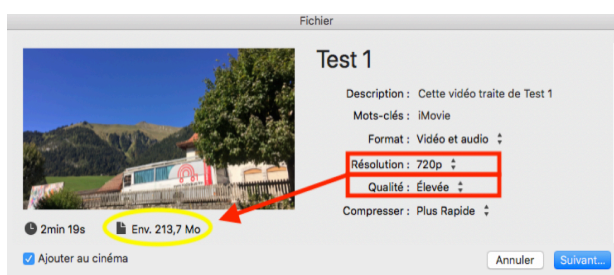 Fichier
Test 1
Description : Cette vidéo traite de Test 1
Mots-clés : iMovie
Format : Vidéo et audio
Résolution : 720p
Qualité : Élevée
Compresser : Plus Rapide
2min 19s Env. 213,7 Mo
Ajouter au cinéma
Annuler Suivant...